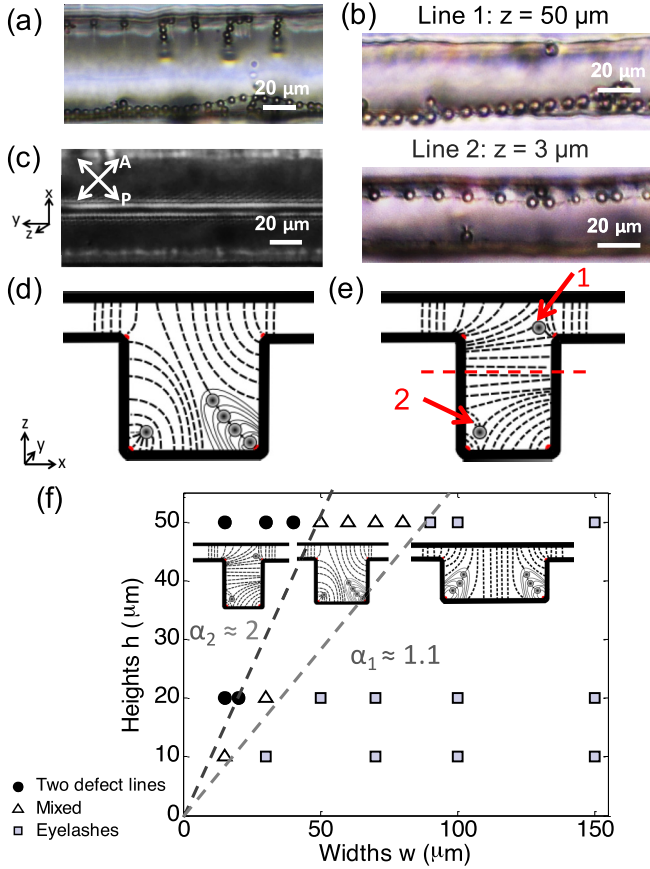 (a)
20 µm
(b)
Line 1: z = 50 µm
20 µm
(c)
A
P
x
y
z
20 µm
Line 2: z = 3 µm
20 µm
(d)
(e)
1
2
z
y
x
(f)
Heights h (µm)
50
40
30
20
10
0
α₂ ≈ 2
α₁ ≈ 1.1
0
50
100
150
Widths w (µm)
Two defect lines
Mixed
Eyelashes